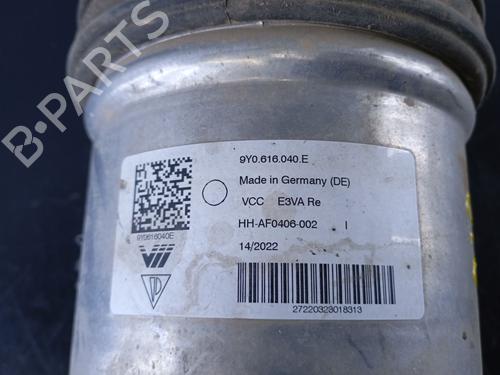 9Y0.616.040.E
Made in Germany (DE)
VCC E3VA Re
HH-AF0406-002 I
14/2022
9Y0616040E
27220323018313
B-PARTS